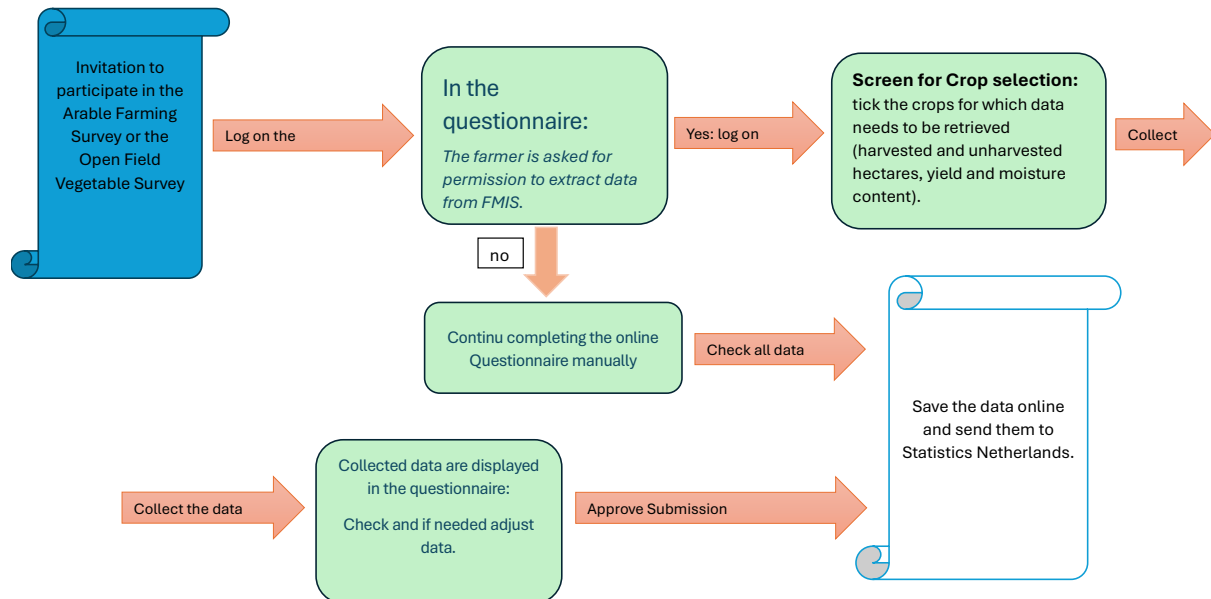 Invitation to
participate in the
Arable Farming
Survey or the
Open Field
Vegetable Survey
Log on the
In the
questionnaire:
The farmer is asked for
permission to extract data
from FMIS.
Yes: log on
Screen for Crop selection:
tick the crops for which data
needs to be retrieved
(harvested and unharvested
hectares, yield and moisture
content).
Collect
no
Continu completing the online
Questionnaire manually
Check all data
Save the data online
and send them to
Statistics Netherlands.
Collect the data
Collected data are displayed
in the questionnaire:
Check and if needed adjust
data.
Approve Submission